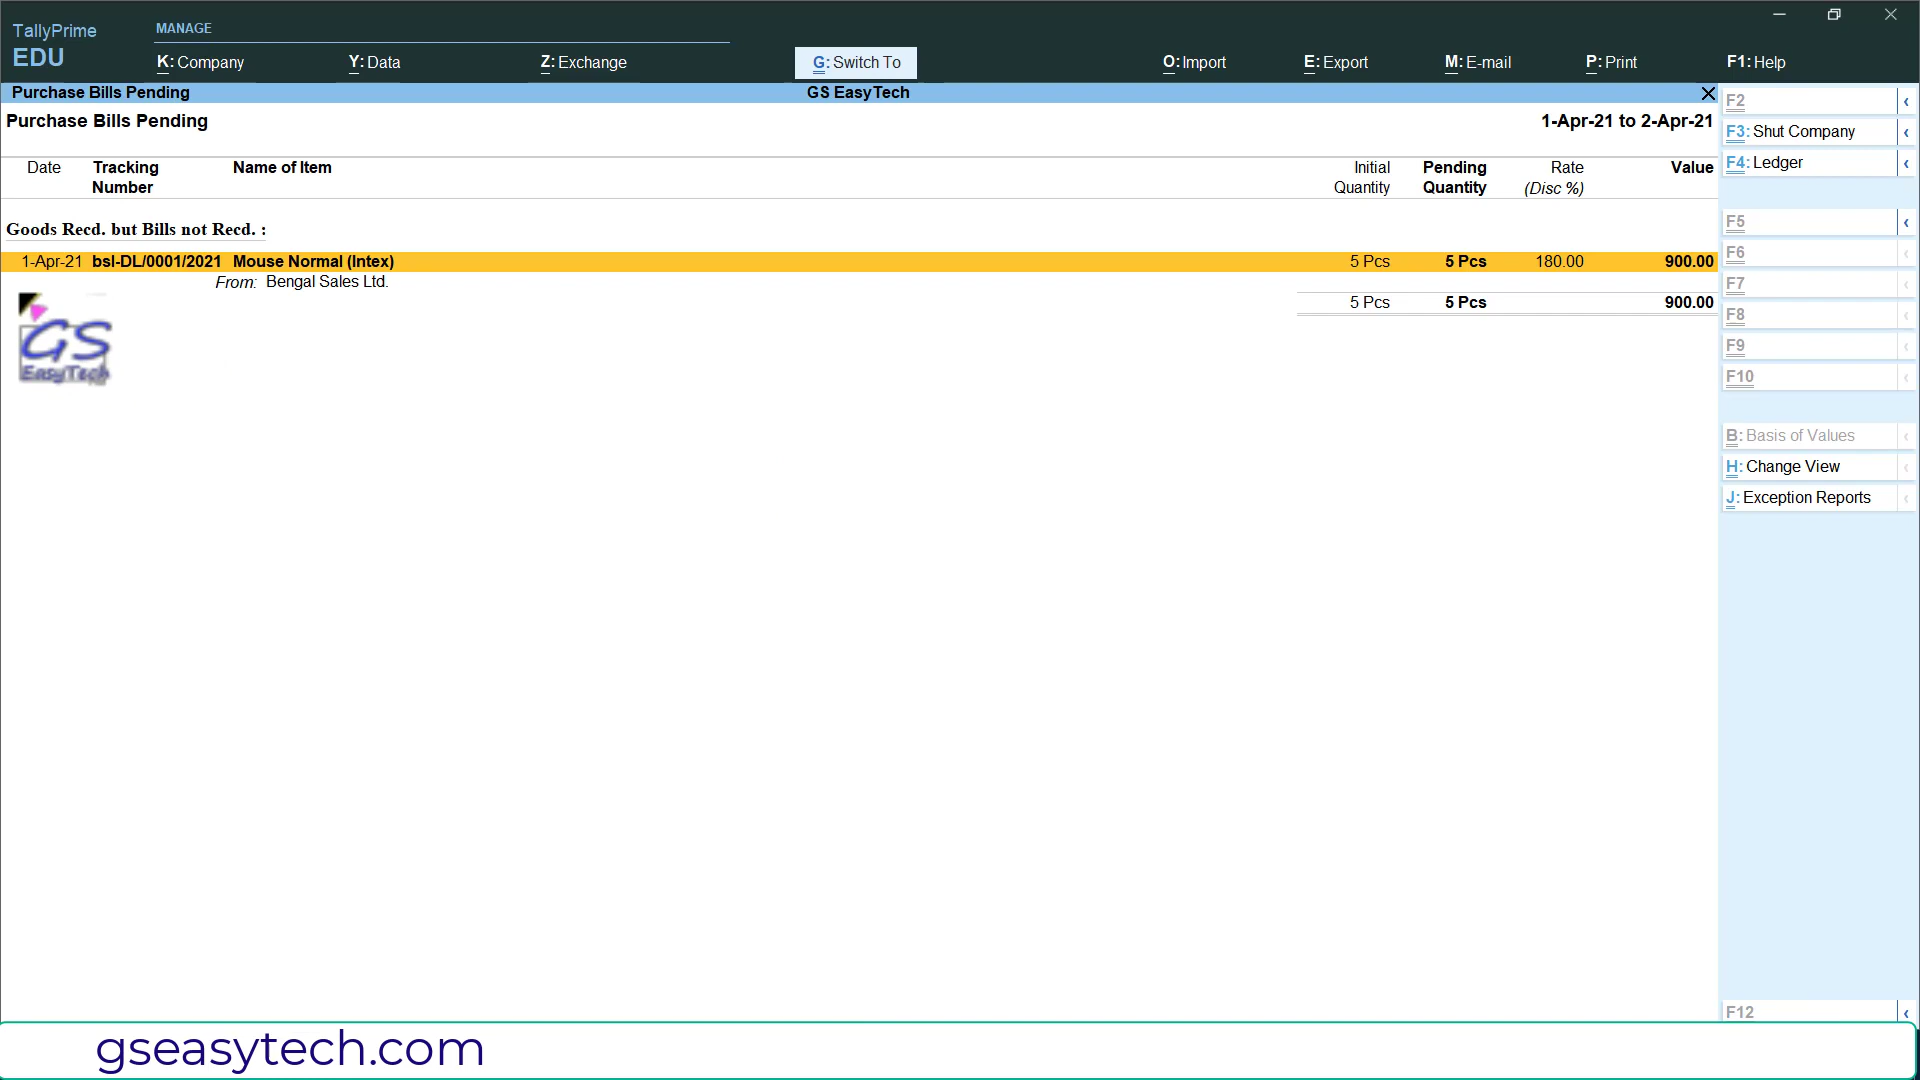 TallyPrime
EDU
MANAGE
K: Company
Y: Data
Z: Exchange
G: Switch To
O: Import
E: Export
M: E-mail
P: Print
F1: Help
Purchase Bills Pending
GS EasyTech
Purchase Bills Pending
1-Apr-21 to 2-Apr-21
Date Tracking Number Name of Item Initial Quantity Pending Quantity Rate (Disc %) Value
Goods Recd. but Bills not Recd. :
1-Apr-21 bsl-DL/0001/2021 Mouse Normal (Intex) 5 Pcs 5 Pcs 180.00 900.00
From: Bengal Sales Ltd.
5 Pcs 5 Pcs 900.00
GS
EasyTech
F2
F3: Shut Company
F4: Ledger
F5
F6
F7
F8
F9
F10
B: Basis of Values
H: Change View
J: Exception Reports
F12
gseasytech.com